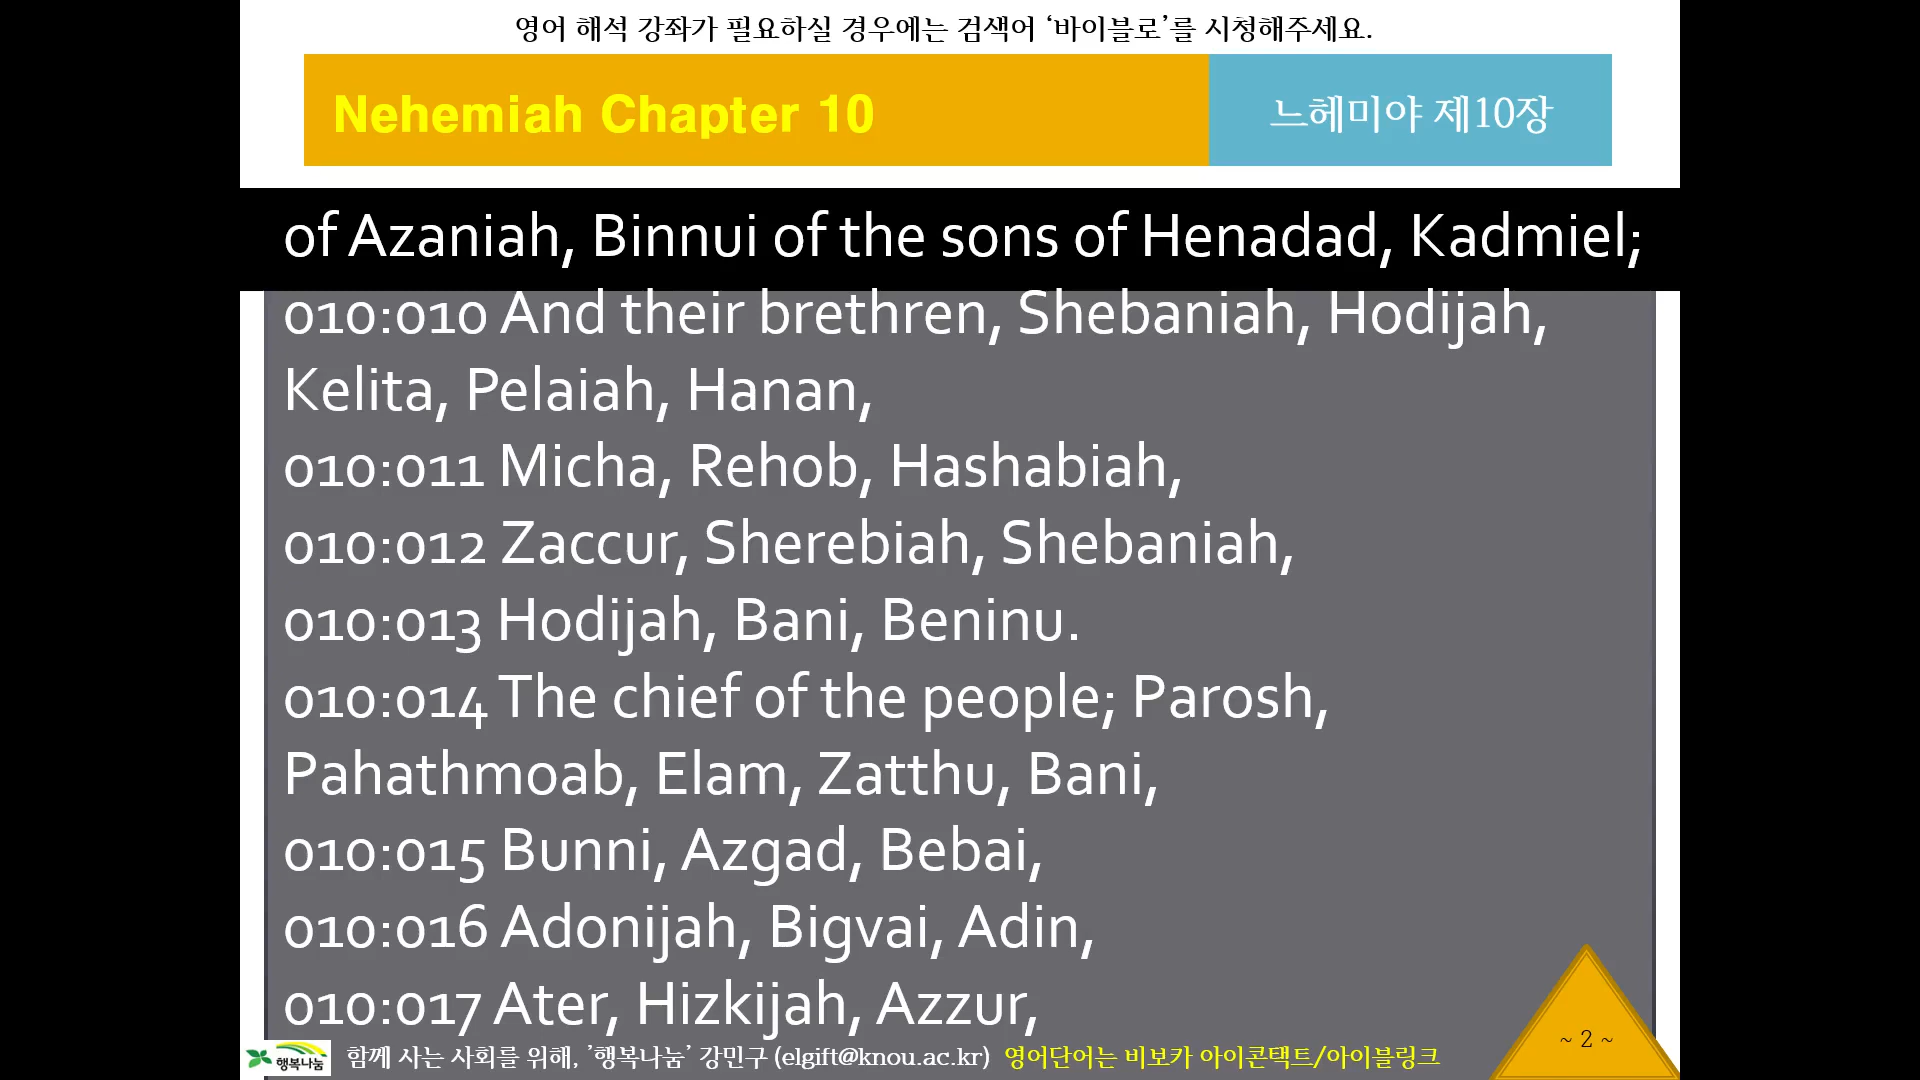 영어 해석 강좌가 필요하실 경우에는 검색어 ‘바이블로’를 시청해주세요.
Nehemiah Chapter 10
느헤미야 제10장
of Azaniah, Binnui of the sons of Henadad, Kadmiel;
010:010 And their brethren, Shebaniah, Hodijah,
Kelita, Pelaiah, Hanan,
010:011 Micha, Rehob, Hashabiah,
010:012 Zaccur, Sherebiah, Shebaniah,
010:013 Hodijah, Bani, Beninu.
010:014 The chief of the people; Parosh,
Pahathmoab, Elam, Zatthu, Bani,
010:015 Bunni, Azgad, Bebai,
010:016 Adonijah, Bigvai, Adin,
010:017 Ater, Hizkijah, Azzur,
~ 2 ~
행복나눔
함께 사는 사회를 위해, ’행복나눔’ 강민구 (elgift@knou.ac.kr) 영어단어는 비보카 아이콘택트/아이블링크